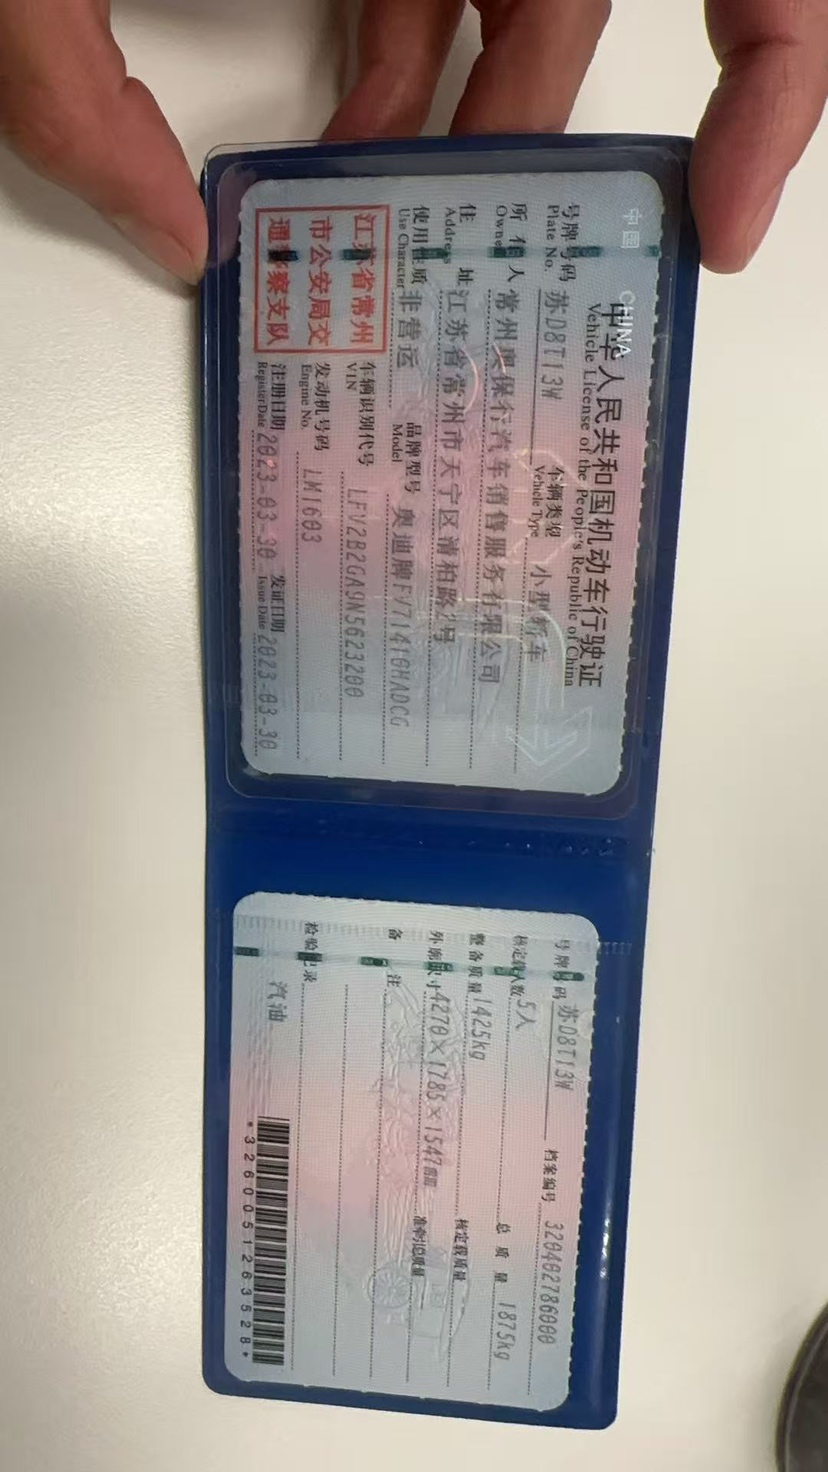 中国 CHINA
中华人民共和国机动车行驶证
Vehicle License of the People's Republic of China
号牌号码 苏D8T13W 车辆类型 小型轿车
Plate No. Vehicle Type
所有人 常州奥保行汽车销售服务有限公司
Owner
住址 江苏省常州市天宁区清柏路2号
Address
使用性质 非营运 品牌型号 奥迪牌FV7141GMADCG
Use Character Model
江苏省常州
市公安局交
通警察支队
车辆识别代号 LFV2B2GA9N5623200
VIN
发动机号码 LM1603
Engine No.
注册日期 2023-03-30 发证日期 2023-03-30
Register Date Issue Date
号牌号码 苏D8T13W 档案编号 320402786000
核定载人数 5人 总质量 1875kg
整备质量 1425kg 核定载质量
外廓尺寸 4270×1785×1547mm 准牵引总质量
备注
检验记录
汽油
*3260051263528*